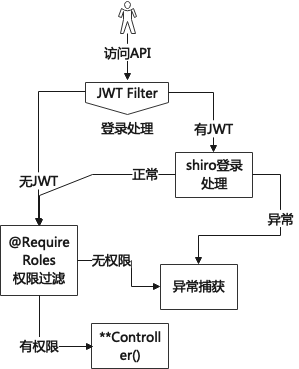 访问API
JWT Filter
登录处理
有JWT
无JWT
正常
shiro登录
处理
异常
@Require
Roles
权限过滤
无权限
异常捕获
有权限
**Controll
er()